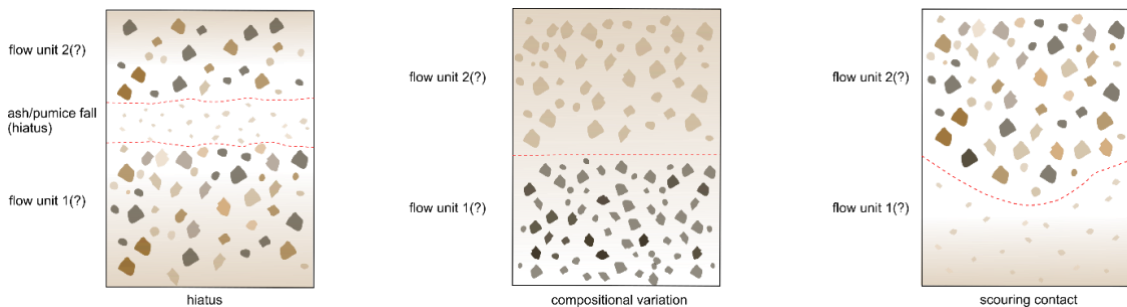 flow unit 2(?)
ash/pumice fall
(hiatus)
flow unit 1(?)
hiatus
flow unit 2(?)
flow unit 1(?)
compositional variation
flow unit 2(?)
flow unit 1(?)
scouring contact